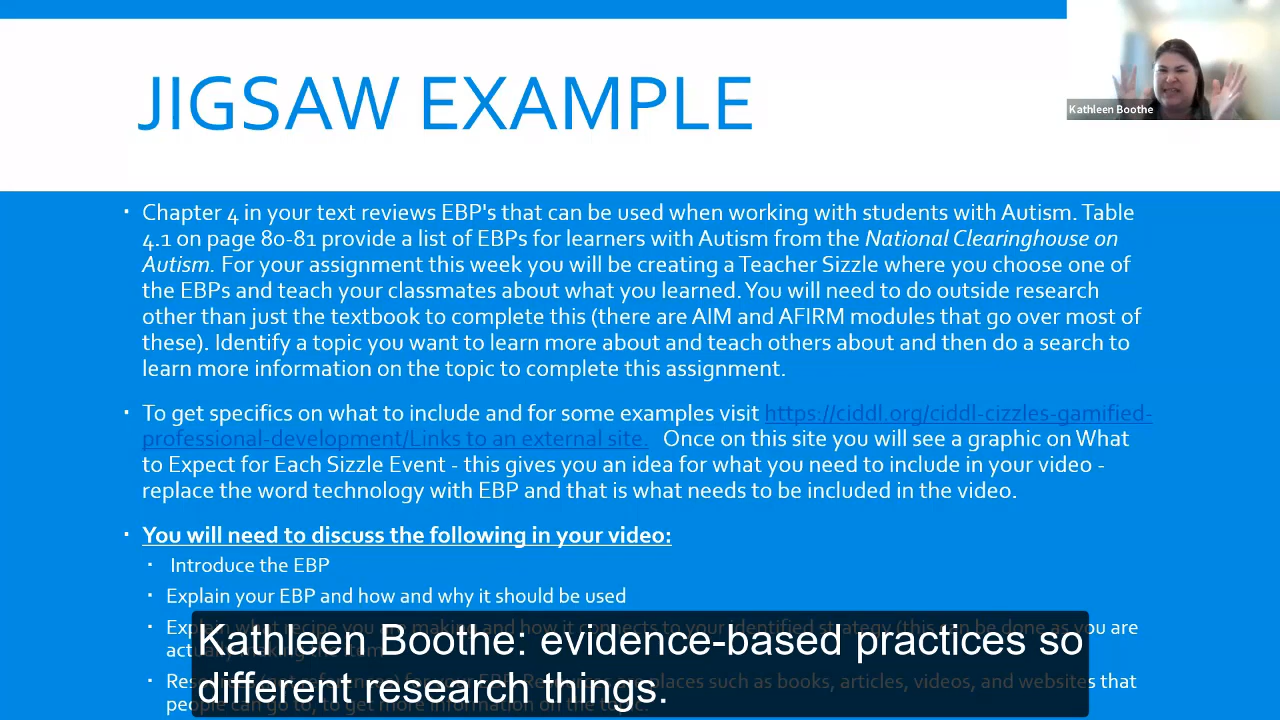 JIGSAW EXAMPLE
Kathleen Boothe
Chapter 4 in your text reviews EBP's that can be used when working with students with Autism. Table
4.1 on page 80-81 provide a list of EBPs for learners with Autism from the National Clearinghouse on
Autism. For your assignment this week you will be creating a Teacher Sizzle where you choose one of
the EBPs and teach your classmates about what you learned. You will need to do outside research
other than just the textbook to complete this (there are AIM and AFIRM modules that go over most of
these). Identify a topic you want to learn more about and teach others about and then do a search to
learn more information on the topic to complete this assignment.
To get specifics on what to include and for some examples visit https://ciddl.org/ciddl-cizzles-gamified-
professional-development/Links to an external site. Once on this site you will see a graphic on What
to Expect for Each Sizzle Event - this gives you an idea for what you need to include in your video -
replace the word technology with EBP and that is what needs to be included in the video.
You will need to discuss the following in your video:
Introduce the EBP
Explain your EBP and how and why it should be used
Explain what recipe you are making and how it connects to your identified strategy (this can be done as you are
places such as books, articles, videos, and websites that
people can go to, to get more information on the topic.
Kathleen Boothe: evidence-based practices so
different research things.